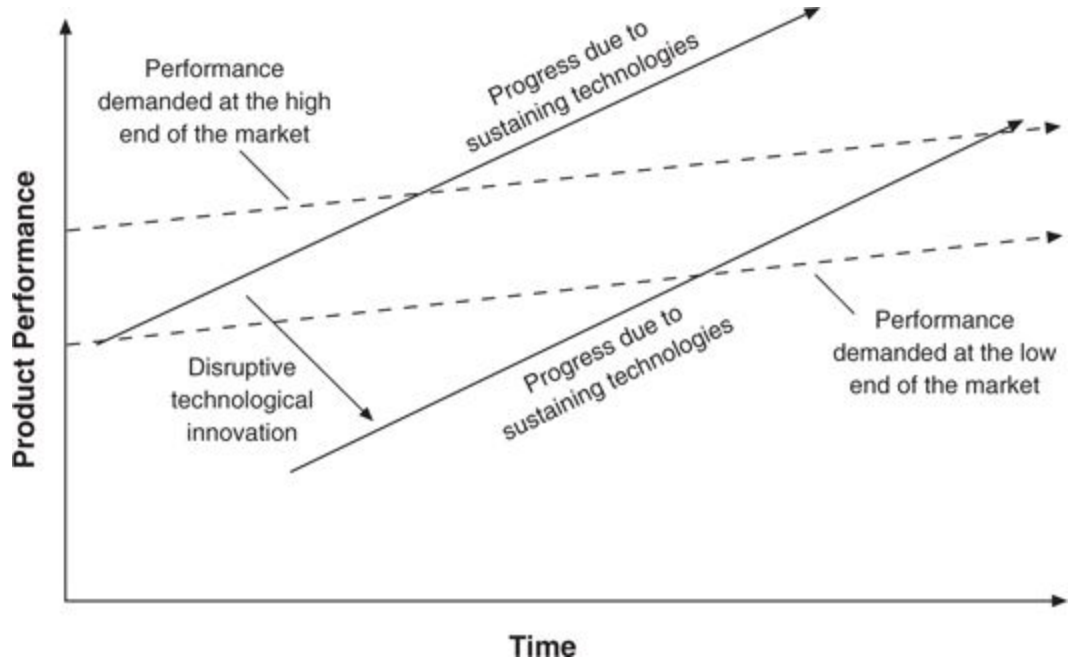 Performance
demanded at the high
end of the market
Progress due to
sustaining technologies
Product Performance
Disruptive
technological
innovation
Progress due to
sustaining technologies
Performance
demanded at the low
end of the market
Time